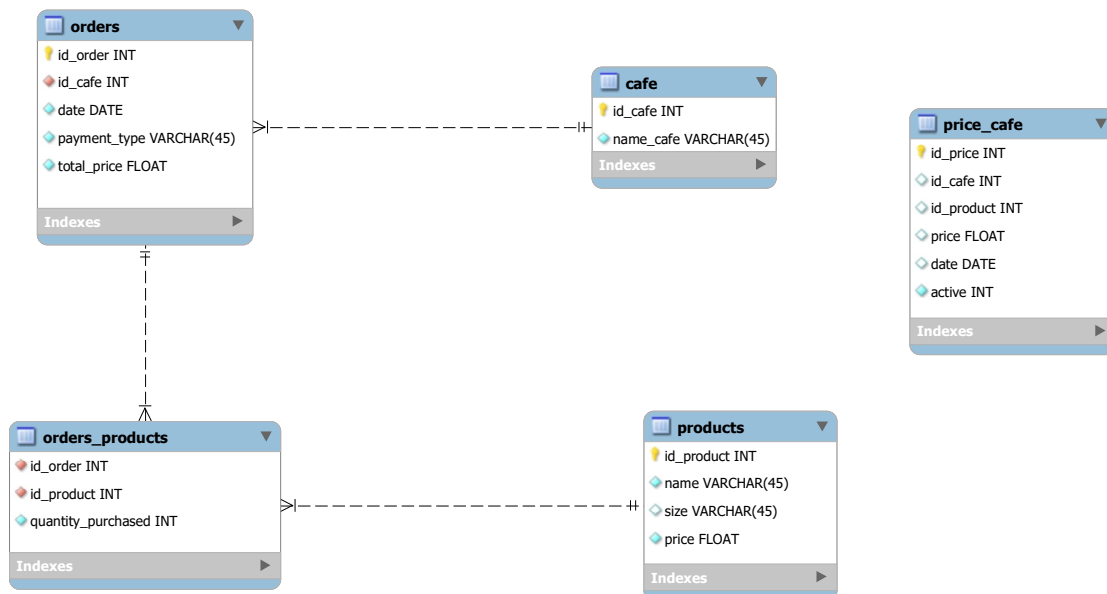 orders
id_order INT
id_cafe INT
date DATE
payment_type VARCHAR(45)
total_price FLOAT
Indexes
cafe
id_cafe INT
name_cafe VARCHAR(45)
Indexes
price_cafe
id_price INT
id_cafe INT
id_product INT
price FLOAT
date DATE
active INT
Indexes
orders_products
id_order INT
id_product INT
quantity_purchased INT
Indexes
products
id_product INT
name VARCHAR(45)
size VARCHAR(45)
price FLOAT
Indexes